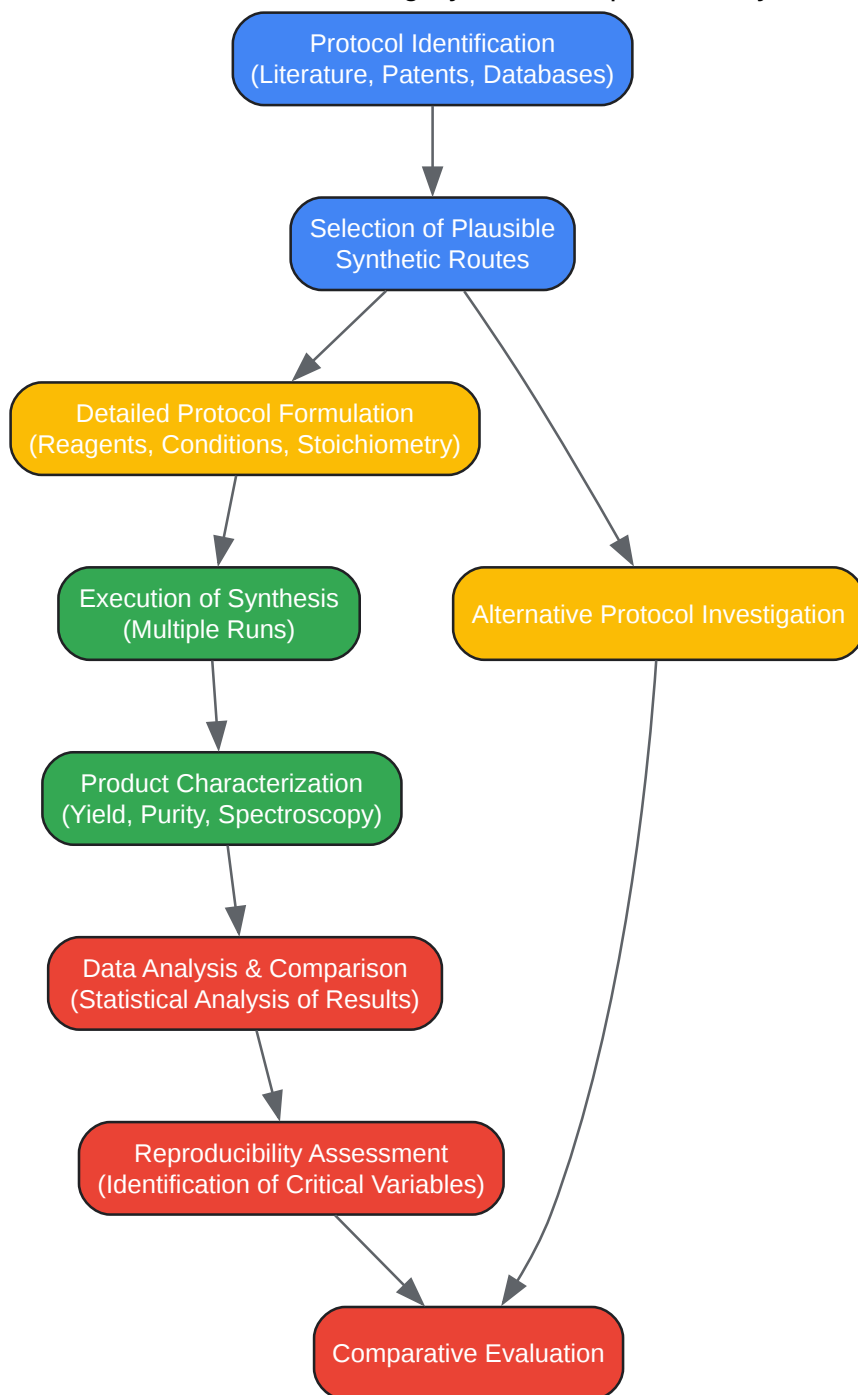 Protocol Identification
(Literature, Patents, Databases)
Selection of Plausible
Synthetic Routes
Detailed Protocol Formulation
(Reagents, Conditions, Stoichiometry)
Execution of Synthesis
(Multiple Runs)
Alternative Protocol Investigation
Product Characterization
(Yield, Purity, Spectroscopy)
Data Analysis & Comparison
(Statistical Analysis of Results)
Reproducibility Assessment
(Identification of Critical Variables)
Comparative Evaluation